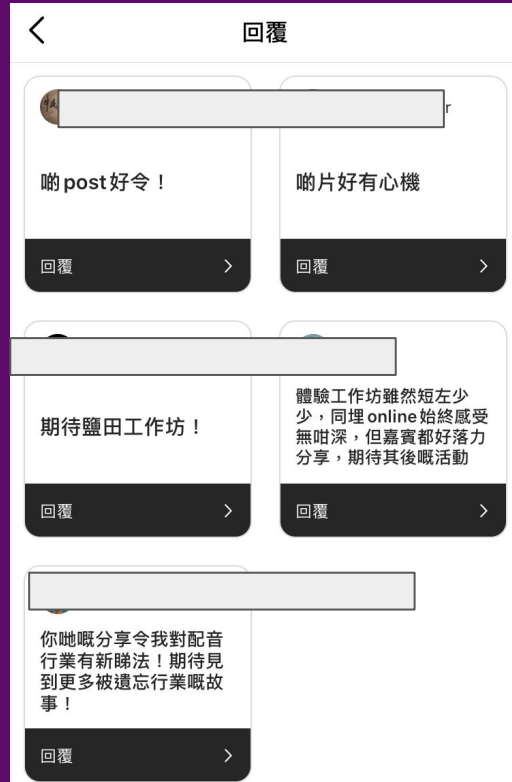 回覆
r
啲post好令！
啲片好有心機
回覆
回覆
期待鹽田工作坊！
體驗工作坊雖然短左少
少，同埋online始終感受
無咁深，但嘉賓都好落力
分享，期待其後嘅活動
回覆
回覆
你哋嘅分享令我對配音
行業有新睇法！期待見
到更多被遺忘行業嘅故
事！
回覆